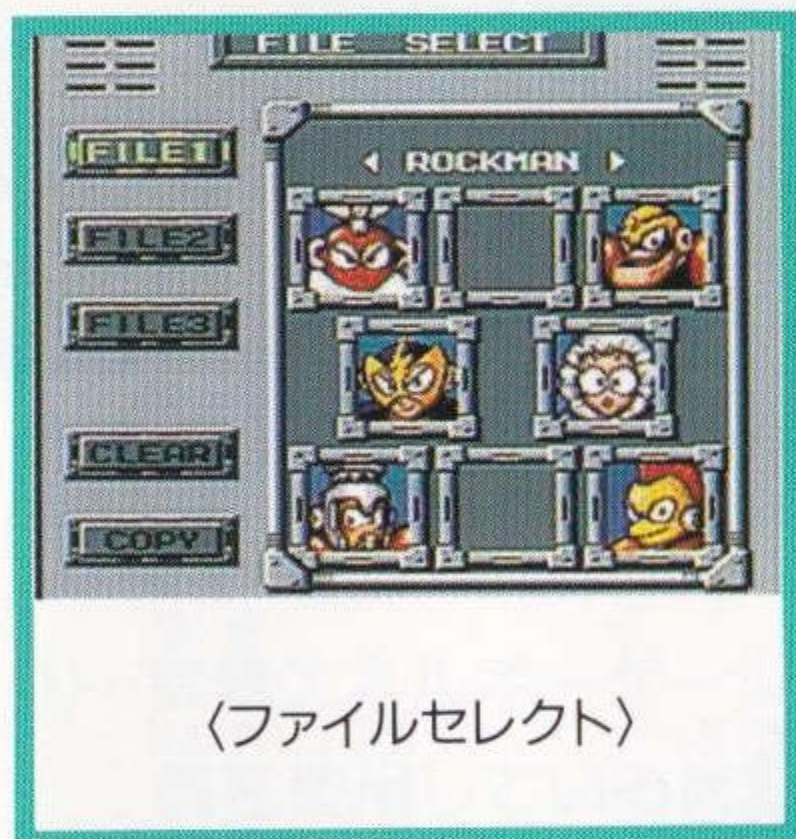 FILE SELECT
FILE1
FILE2
FILE3
CLEAR
COPY
◀ ROCKMAN ▶
〈ファイルセレクト〉